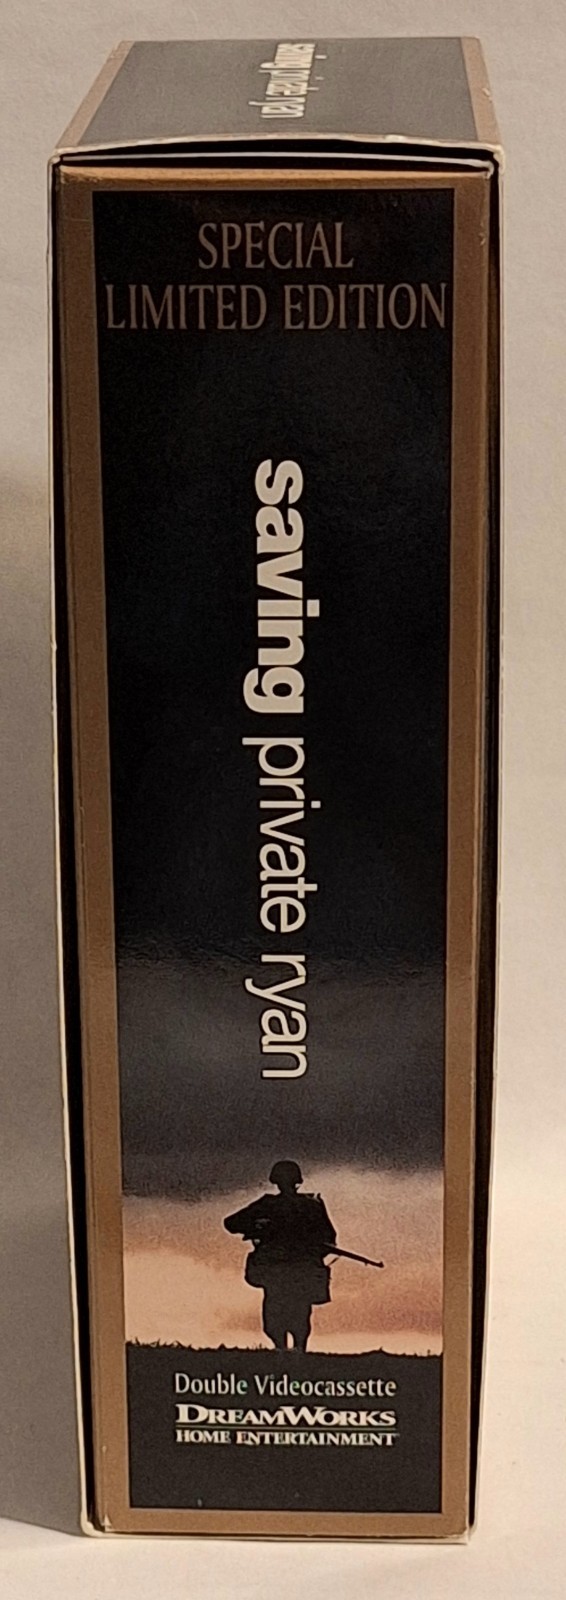 saving private ryan
SPECIAL
LIMITED EDITION
saving private ryan
Double Videocassette
DREAMWORKS
HOME ENTERTAINMENT